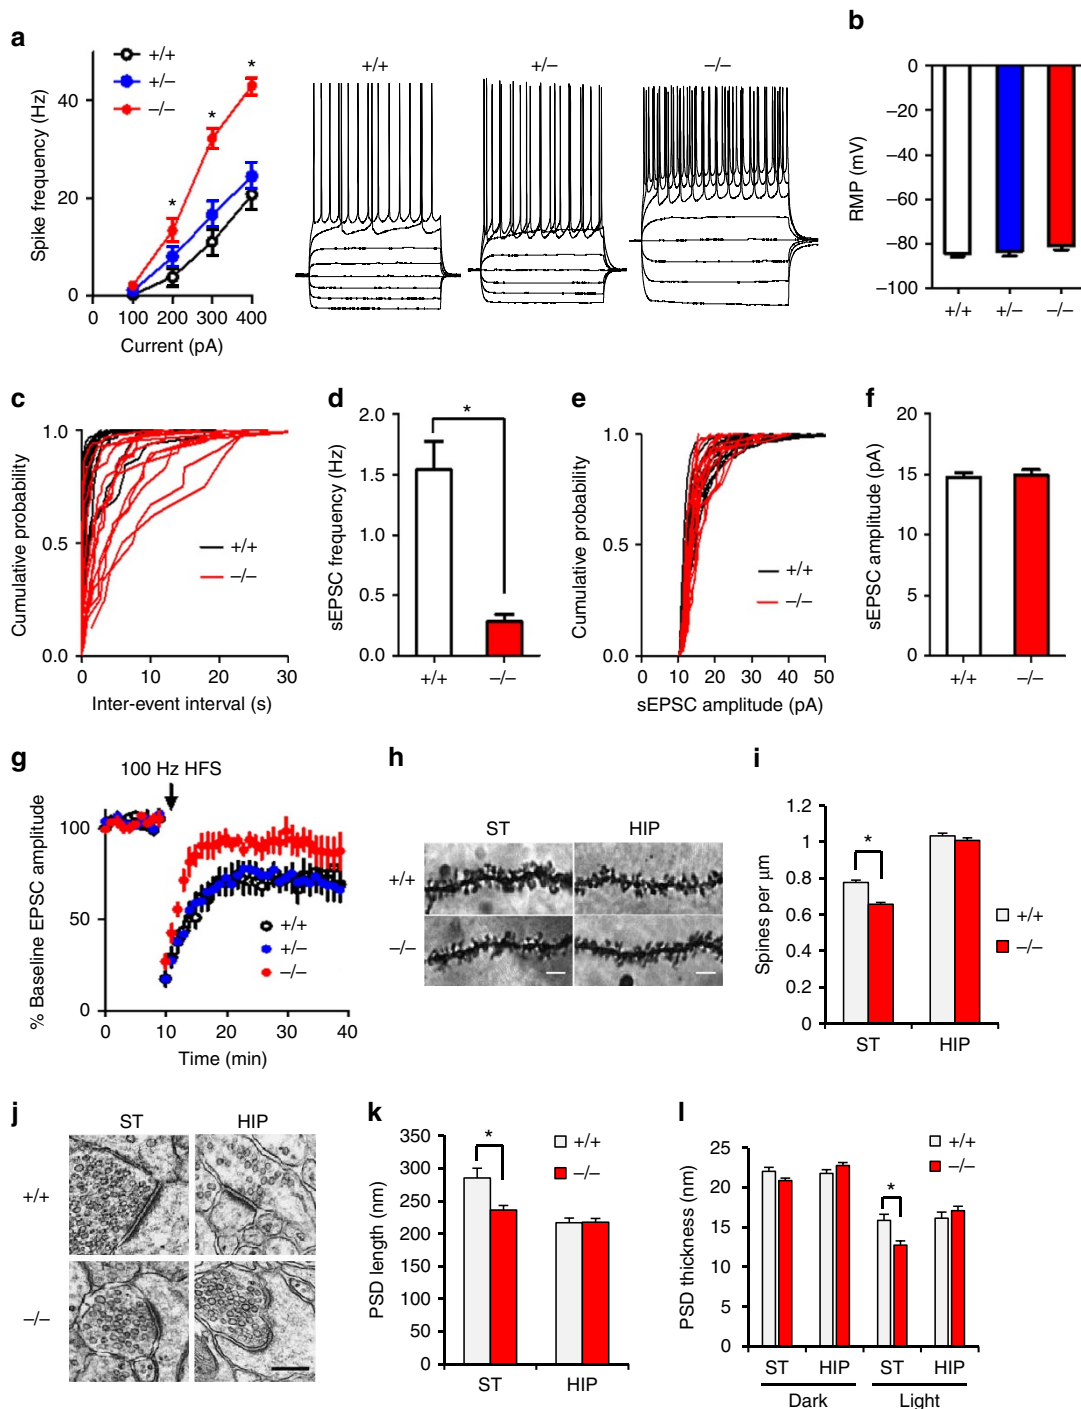 a
+/+
+/–
–/–
Spike frequency (Hz)
40
20
0
0 100 200 300 400
Current (pA)
* * *
+/+ +/– –/–
b
RMP (mV)
0
–20
–40
–60
–80
–100
+/+ +/– –/–
c
Cumulative probability
1.0
0.5
0.0
0 10 20 30
Inter-event interval (s)
+/+
–/–
d
sEPSC frequency (Hz)
2.0
1.5
1.0
0.5
0.0
*
+/+ –/–
e
Cumulative probability
1.0
0.5
0.0
0 10 20 30 40 50
sEPSC amplitude (pA)
+/+
–/–
f
sEPSC amplitude (pA)
20
15
10
5
0
+/+ –/–
g
100 Hz HFS
% Baseline EPSC amplitude
100
50
0
0 10 20 30 40
Time (min)
+/+
+/–
–/–
h
ST HIP
+/+
–/–
i
Spines per µm
1.2
1
0.8
0.6
0.4
0.2
0
*
ST HIP
+/+
–/–
j
ST HIP
+/+
–/–
k
PSD length (nm)
350
300
250
200
150
100
50
0
*
ST HIP
+/+
–/–
l
PSD thickness (nm)
25
20
15
10
5
0
*
+/+
–/–
ST HIP ST HIP
Dark Light